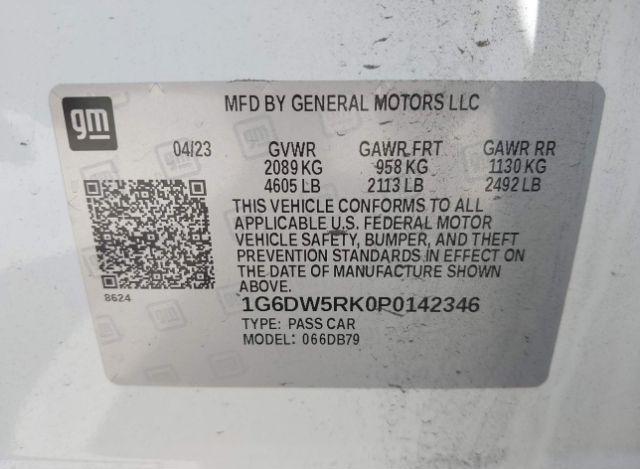 gm
MFD BY GENERAL MOTORS LLC
04/23 GVWR GAWR FRT GAWR RR
2089 KG 958 KG 1130 KG
4605 LB 2113 LB 2492 LB
THIS VEHICLE CONFORMS TO ALL
APPLICABLE U.S. FEDERAL MOTOR
VEHICLE SAFETY, BUMPER, AND THEFT
PREVENTION STANDARDS IN EFFECT ON
THE DATE OF MANUFACTURE SHOWN
ABOVE.
8624
1G6DW5RK0P0142346
TYPE: PASS CAR
MODEL: 066DB79